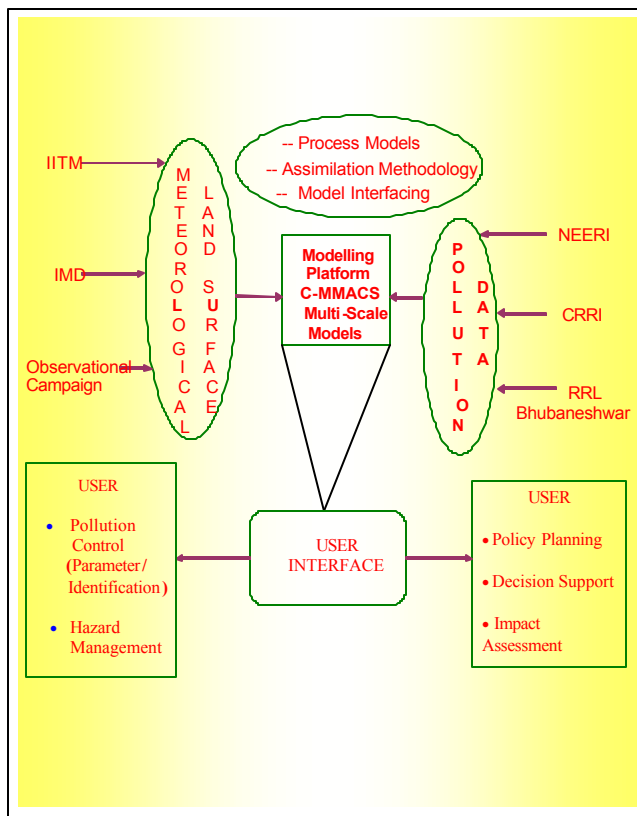 -- Process Models
-- Assimilation Methodology
-- Model Interfacing
IITM
IMD
Observational
Campaign
METEOROLOGICAL
LAND SURFACE
Modelling
Platform
C-MMACS
Multi-Scale
Models
POLLUTION
DATA
NEERI
CRRI
RRL
Bhubaneshwar
USER
• Pollution
Control
(Parameter/
Identification)
• Hazard
Management
USER
INTERFACE
USER
• Policy Planning
• Decision Support
• Impact
Assessment